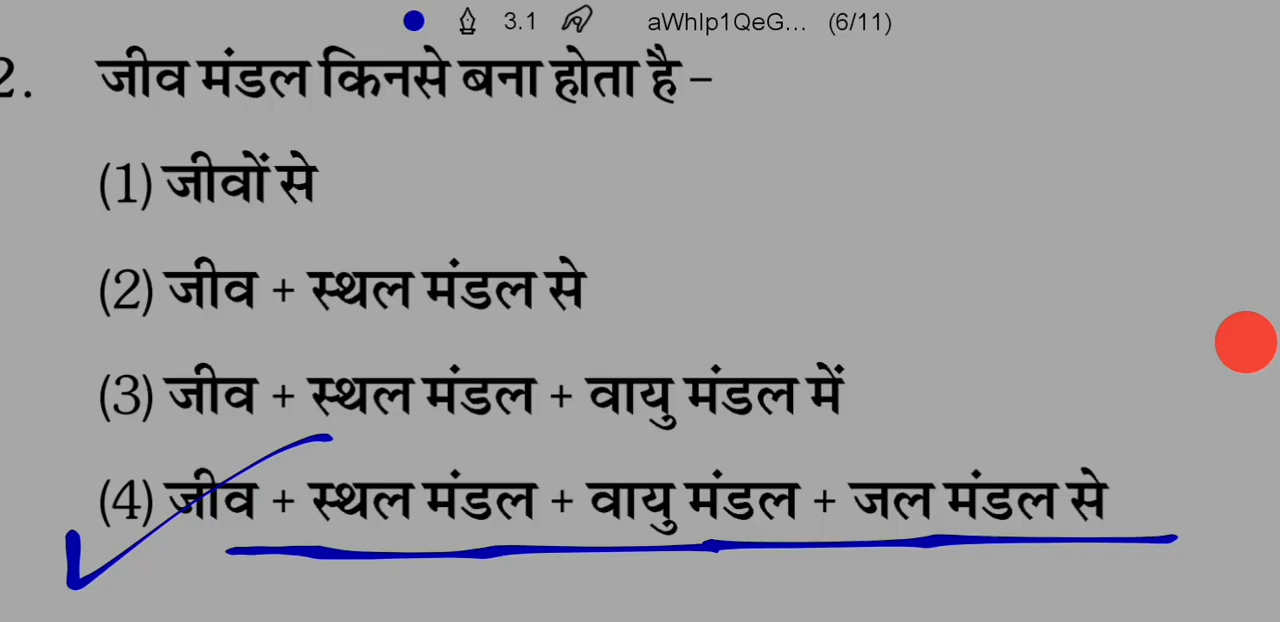 3.1 aWhIp1QeG... (6/11)
2. जीव मंडल किनसे बना होता है –
(1) जीवों से
(2) जीव + स्थल मंडल से
(3) जीव + स्थल मंडल + वायु मंडल में
(4) जीव + स्थल मंडल + वायु मंडल + जल मंडल से